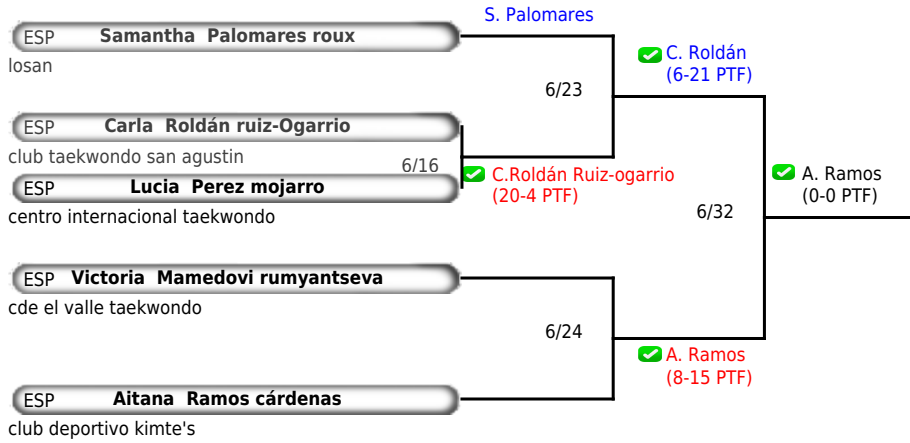 S. Palomares
ESP Samantha Palomares roux
losan
6/23
C. Roldán
(6-21 PTF)
ESP Carla Roldán ruiz-Ogarrio
club taekwondo san agustin
6/16
C.Roldán Ruiz-ogarrio
(20-4 PTF)
ESP Lucia Perez mojarro
centro internacional taekwondo
6/32
A. Ramos
(0-0 PTF)
ESP Victoria Mamedovi rumyantseva
cde el valle taekwondo
6/24
A. Ramos
(8-15 PTF)
ESP Aitana Ramos cárdenas
club deportivo kimte's